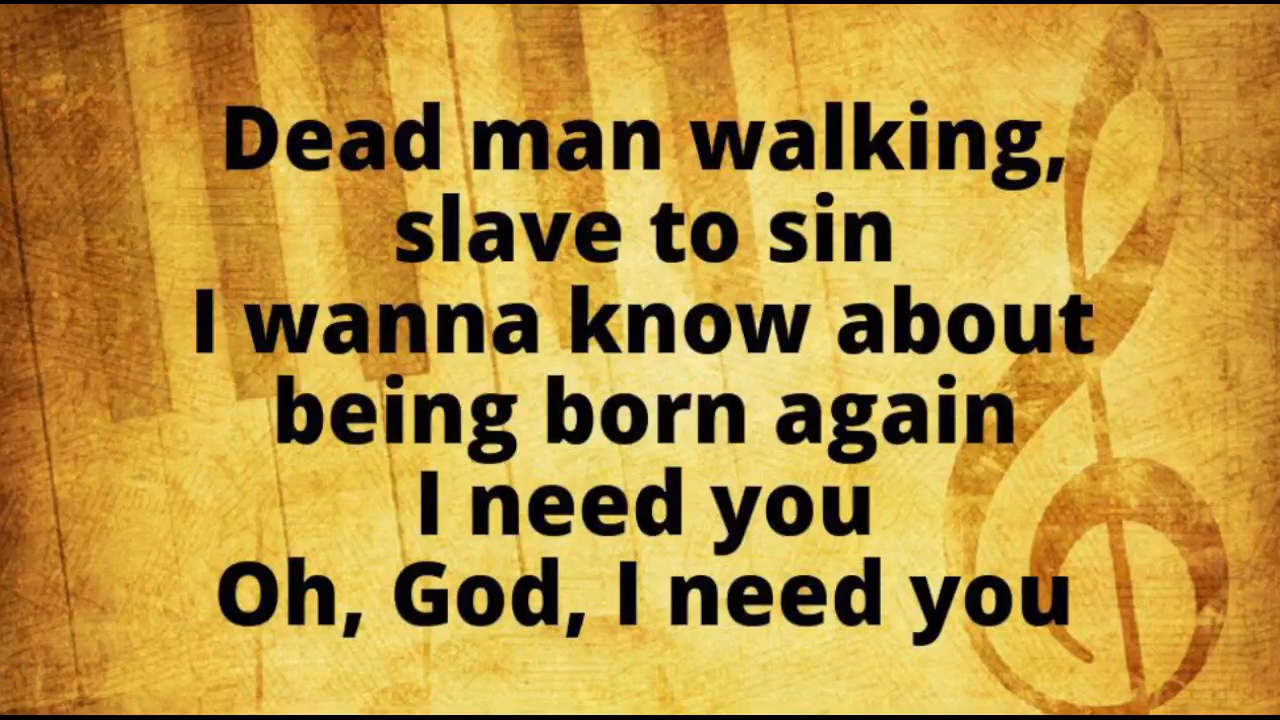 Dead man walking,
slave to sin
I wanna know about
being born again
I need you
Oh, God, I need you